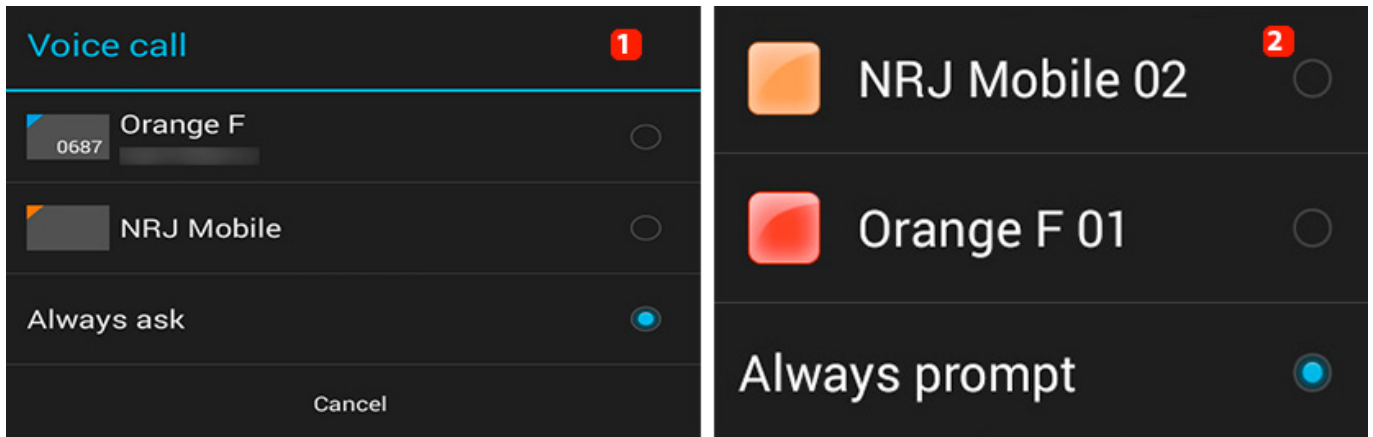 Voice call
1
Orange F
0687
NRJ Mobile
Always ask
Cancel
2
NRJ Mobile 02
Orange F 01
Always prompt